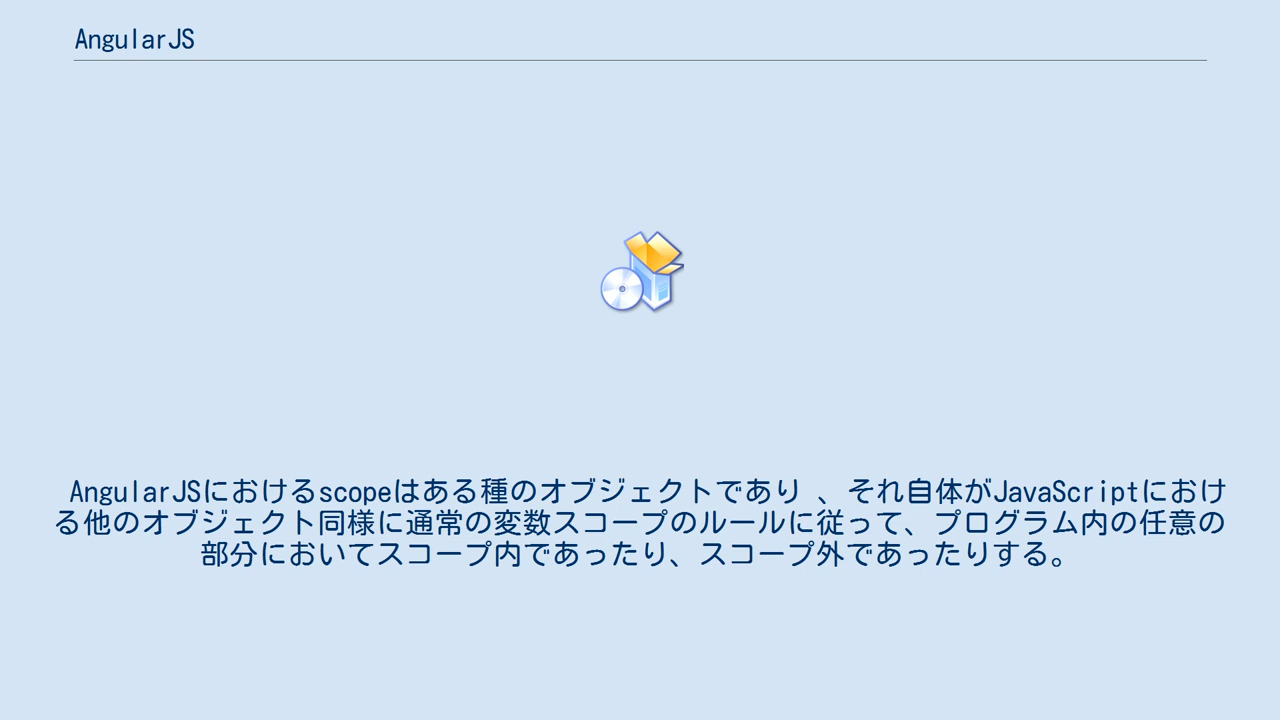 AngularJS
AngularJSにおけるscopeはある種のオブジェクトであり 、それ自体がJavaScriptにおけ
る他のオブジェクト同様に通常の変数スコープのルールに従って、プログラム内の任意の
部分においてスコープ内であったり、スコープ外であったりする。